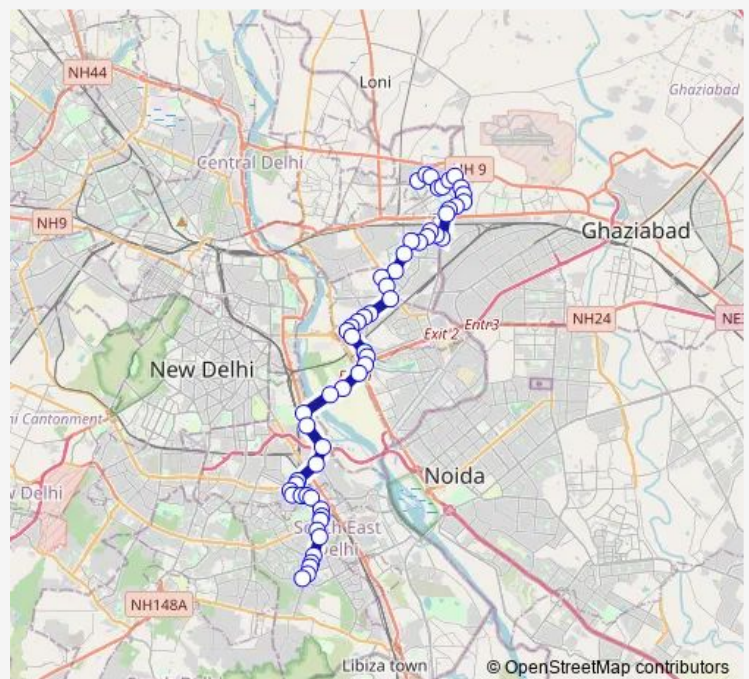 NH44
Loni
Ghaziabad
Central Delhi
NH 9
NH9
Ghaziabad
Exit 2
Entr3
NH24
NE3
New Delhi
Cantonment
Noida
Delhi
South East
Delhi
NH148A
Libiza town
© OpenStreetMap contributors